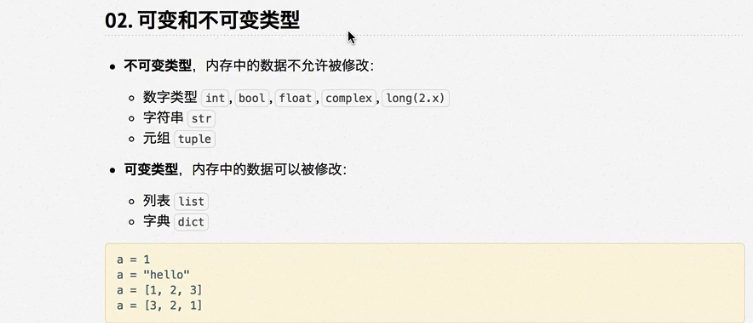 02. 可变和不可变类型
不可变类型，内存中的数据不允许被修改：
数字类型 int, bool, float, complex, long(2.x)
字符串 str
元组 tuple
可变类型，内存中的数据可以被修改：
列表 list
字典 dict
a = 1
a = "hello"
a = [1, 2, 3]
a = [3, 2, 1]